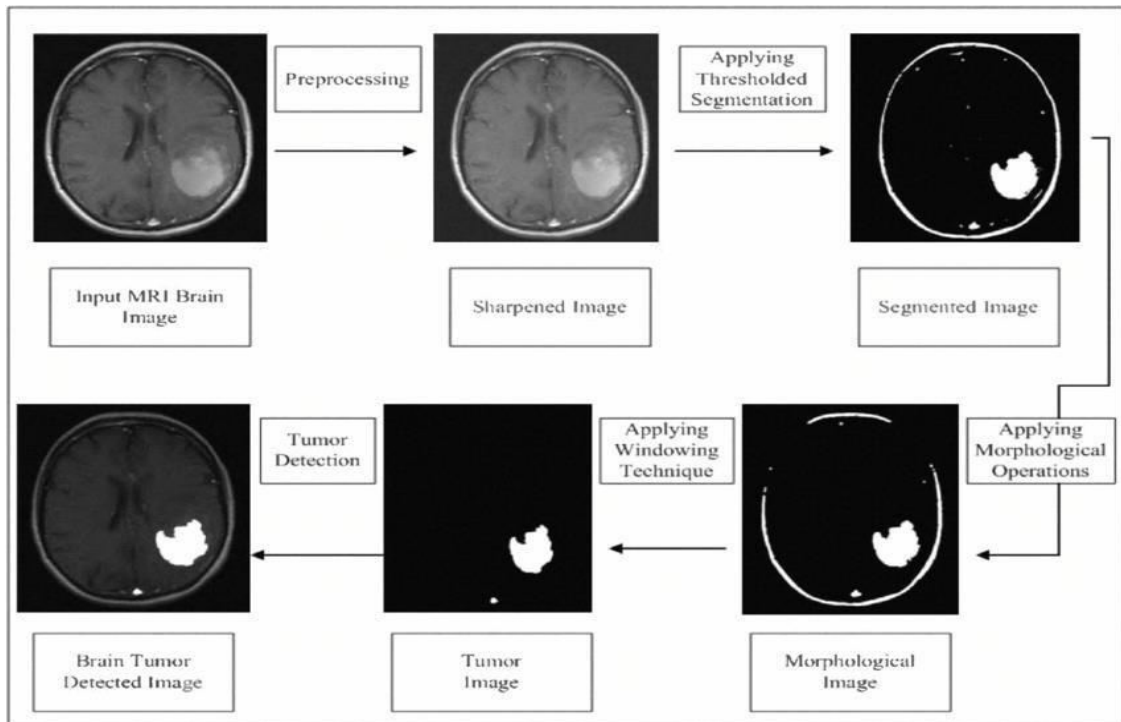 Preprocessing
Applying
Thresholded
Segmentation
Input MRI Brain
Image
Sharpened Image
Segmented Image
Tumor
Detection
Applying
Windowing
Technique
Applying
Morphological
Operations
Brain Tumor
Detected Image
Tumor
Image
Morphological
Image